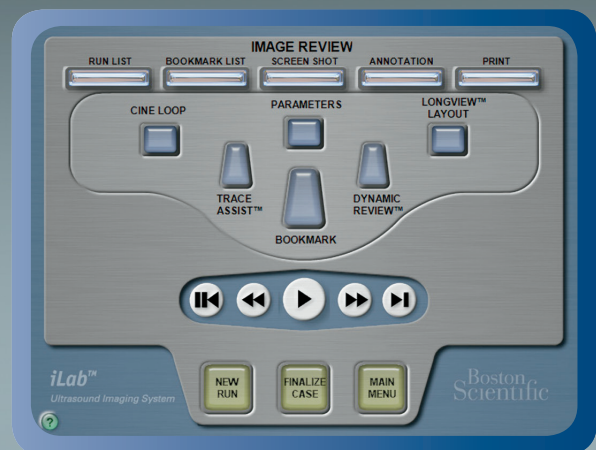 IMAGE REVIEW
RUN LIST
BOOKMARK LIST
SCREEN SHOT
ANNOTATION
PRINT
CINE LOOP
PARAMETERS
LONGVIEW™
LAYOUT
TRACE
ASSIST™
DYNAMIC
REVIEW™
BOOKMARK
NEW
RUN
FINALIZE
CASE
MAIN
MENU
iLab™
Ultrasound Imaging System
Boston
Scientific
?